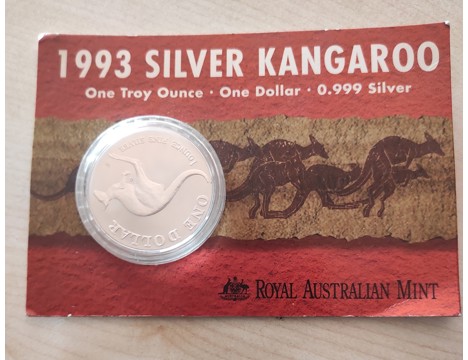 1993 SILVER KANGAROO
One Troy Ounce · One Dollar · 0.999 Silver
ONE DOLLAR
ROYAL AUSTRALIAN MINT